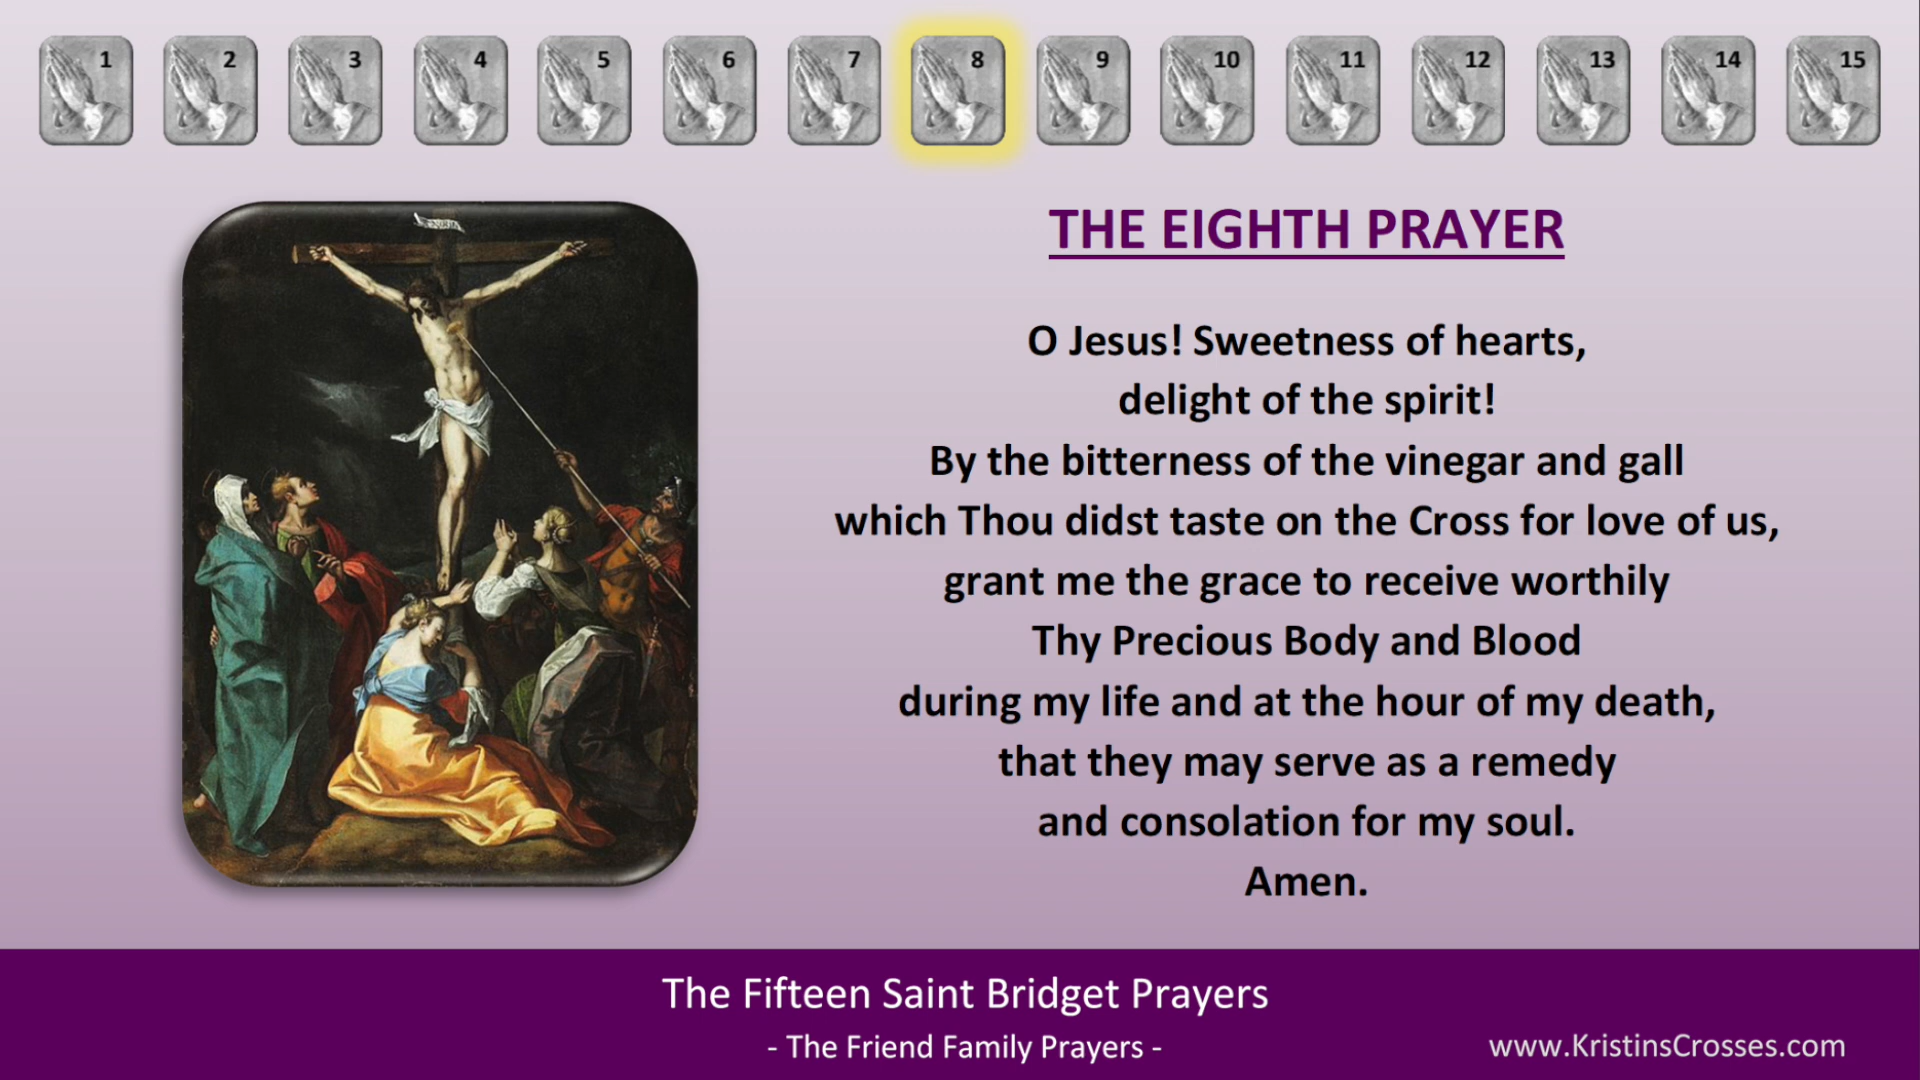 1 2 3 4 5 6 7 8 9 10 11 12 13 14 15
THE EIGHTH PRAYER
O Jesus! Sweetness of hearts,
delight of the spirit!
By the bitterness of the vinegar and gall
which Thou didst taste on the Cross for love of us,
grant me the grace to receive worthily
Thy Precious Body and Blood
during my life and at the hour of my death,
that they may serve as a remedy
and consolation for my soul.
Amen.
The Fifteen Saint Bridget Prayers
- The Friend Family Prayers -
www.KristinsCrosses.com